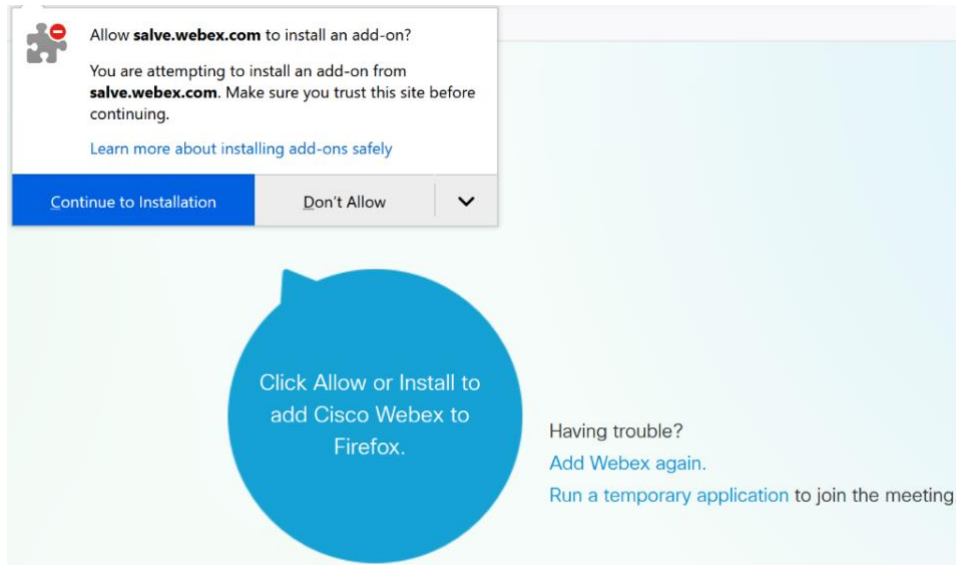 Allow salve.webex.com to install an add-on?
You are attempting to install an add-on from
salve.webex.com. Make sure you trust this site before
continuing.
Learn more about installing add-ons safely
Continue to Installation
Don't Allow
Click Allow or Install to
add Cisco Webex to
Firefox.
Having trouble?
Add Webex again.
Run a temporary application to join the meeting